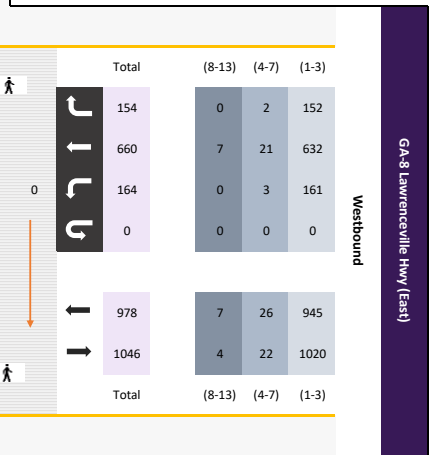 Total (8-13) (4-7) (1-3)
154 0 2 152
660 7 21 632
0 164 0 3 161
0 0 0 0
978 7 26 945
1046 4 22 1020
Total (8-13) (4-7) (1-3)
Westbound
GA-8 Lawrenceville Hwy (East)